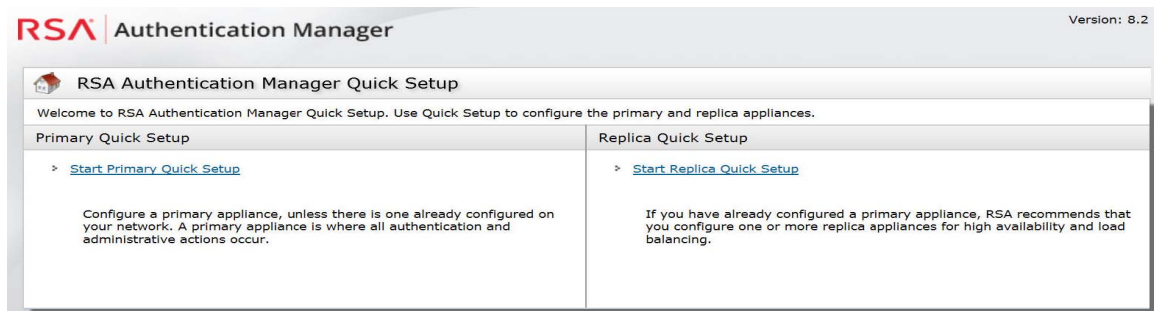 RSA Authentication Manager
Version: 8.2
RSA Authentication Manager Quick Setup
Welcome to RSA Authentication Manager Quick Setup. Use Quick Setup to configure the primary and replica appliances.
Primary Quick Setup
Start Primary Quick Setup
Configure a primary appliance, unless there is one already configured on
your network. A primary appliance is where all authentication and
administrative actions occur.
Replica Quick Setup
Start Replica Quick Setup
If you have already configured a primary appliance, RSA recommends that
you configure one or more replica appliances for high availability and load
balancing.